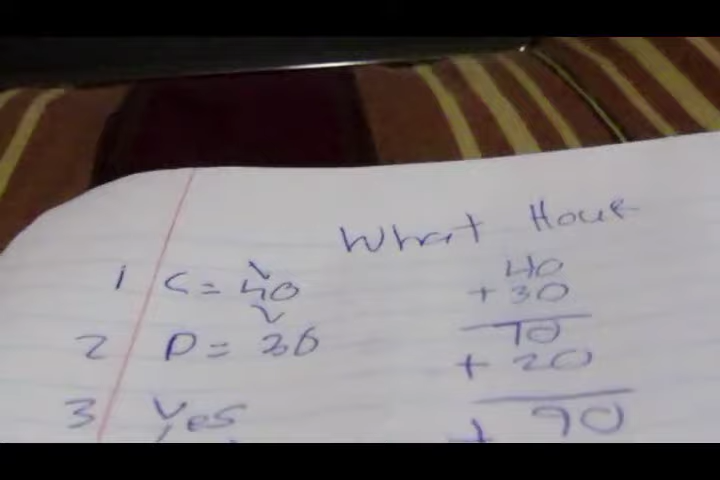 What Hour
1 C = 40
2 D = 30
3 Yes
40
+ 30
70
+ 20
90
+